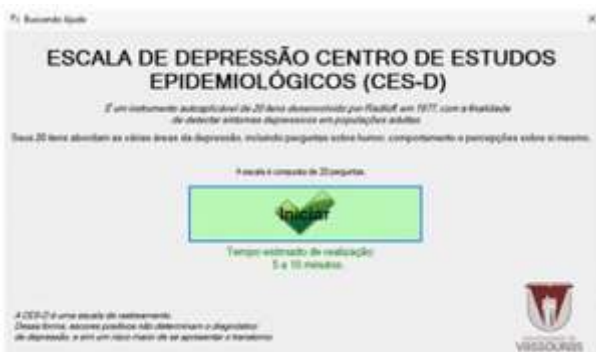 Buscando Ajuda
ESCALA DE DEPRESSÃO CENTRO DE ESTUDOS
EPIDEMIOLÓGICOS (CES-D)
É um instrumento autoaplicável de 20 itens desenvolvido por Radloff, em 1977, com a finalidade
de detectar sintomas depressivos em populações adultas.
Seus 20 itens abordam as várias áreas da depressão, incluindo perguntas sobre humor, comportamento e percepções sobre si mesmo.
A escala é composta de 20 perguntas.
Iniciar
Tempo estimado de realização:
5 a 10 minutos.
A CES-D é uma escala de rastreamento.
Dessa forma, escores positivos não determinam o diagnóstico
de depressão, e sim um risco maior de se apresentar o transtorno.
UNIVERSIDADE DE
VASSOURAS